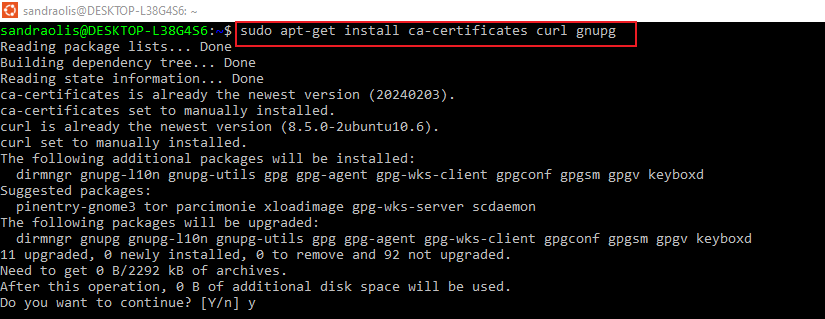 sandraolis@DESKTOP-L38G4S6: ~
sandraolis@DESKTOP-L38G4S6:~$ sudo apt-get install ca-certificates curl gnupg
Reading package lists... Done
Building dependency tree... Done
Reading state information... Done
ca-certificates is already the newest version (20240203).
ca-certificates set to manually installed.
curl is already the newest version (8.5.0-2ubuntu10.6).
curl set to manually installed.
The following additional packages will be installed:
  dirmngr gnupg-l10n gnupg-utils gpg gpg-agent gpg-wks-client gpgconf gpgsm gpgv keyboxd
Suggested packages:
  pinentry-gnome3 tor parcimonie xloadimage gpg-wks-server scdaemon
The following packages will be upgraded:
  dirmngr gnupg gnupg-l10n gnupg-utils gpg gpg-agent gpg-wks-client gpgconf gpgsm gpgv keyboxd
11 upgraded, 0 newly installed, 0 to remove and 92 not upgraded.
Need to get 0 B/2292 kB of archives.
After this operation, 0 B of additional disk space will be used.
Do you want to continue? [Y/n] y